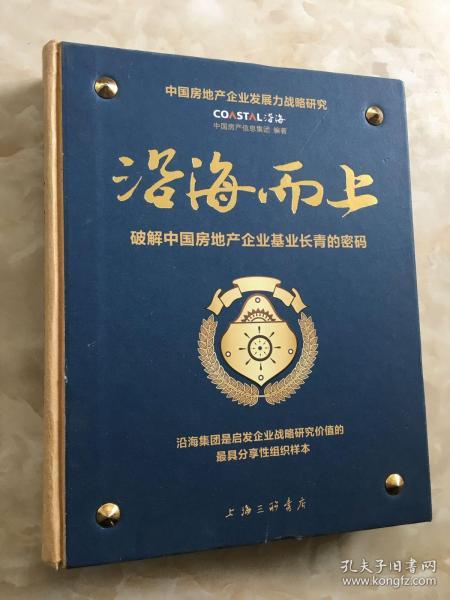 中国房地产企业发展力战略研究
COASTAL沿海
中国房产信息集团 编著
沿海而上
破解中国房地产企业基业长青的密码
沿海集团是启发企业战略研究价值的
最具分享性组织样本
上海三联书店
孔夫子旧书网
www.kongfz.com